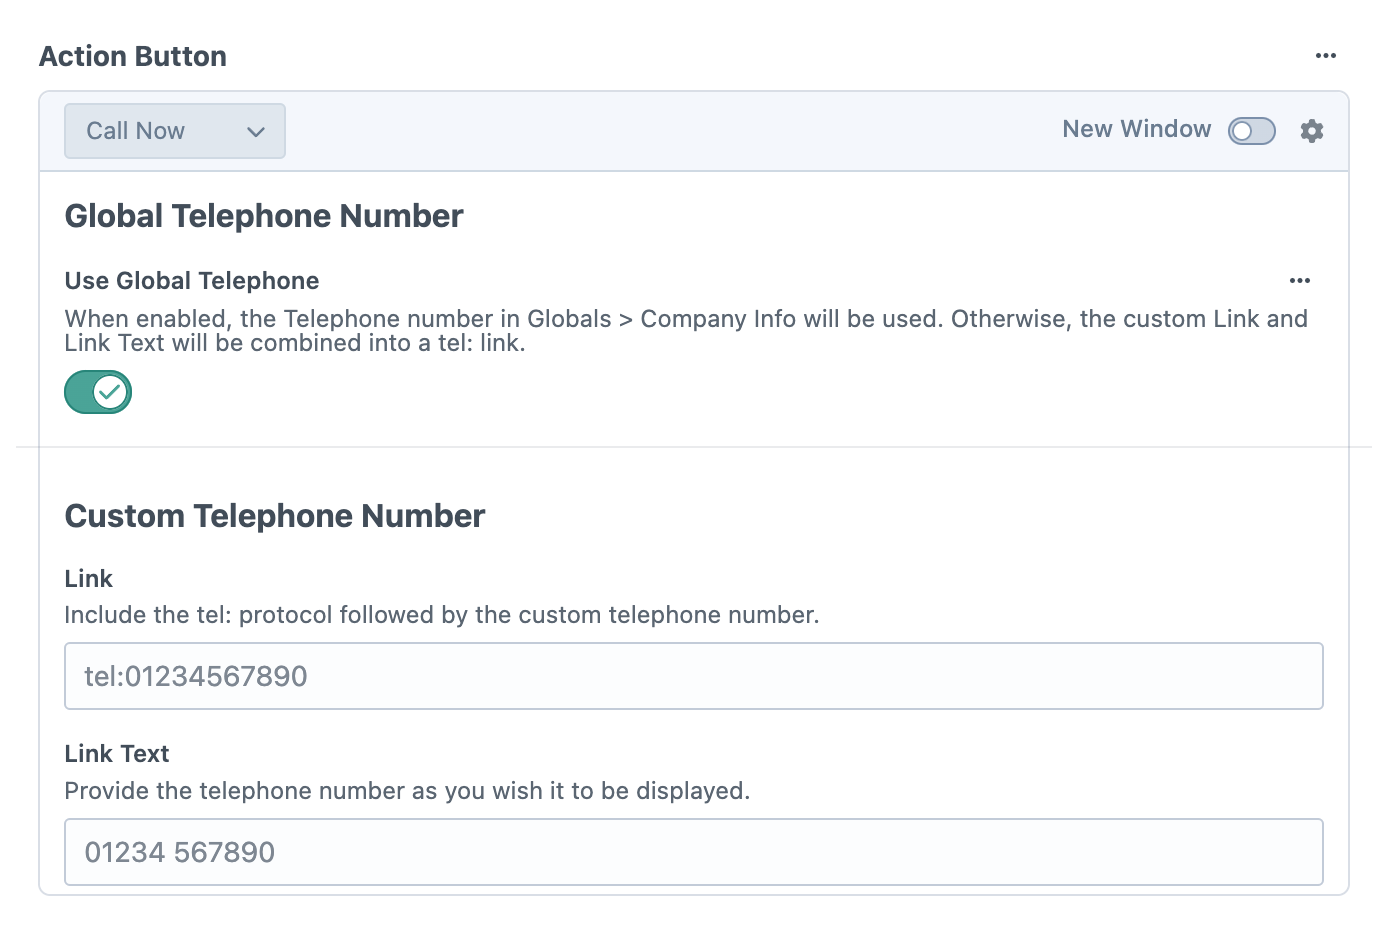 Action Button
Call Now
New Window
Global Telephone Number
Use Global Telephone
When enabled, the Telephone number in Globals > Company Info will be used. Otherwise, the custom Link and
Link Text will be combined into a tel: link.
Custom Telephone Number
Link
Include the tel: protocol followed by the custom telephone number.
tel:01234567890
Link Text
Provide the telephone number as you wish it to be displayed.
01234 567890